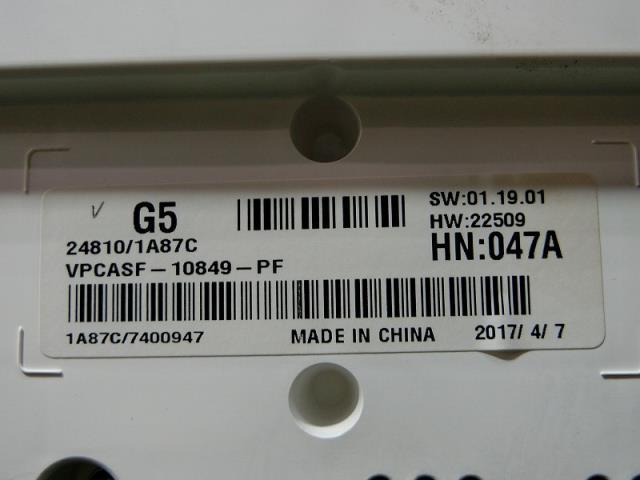 G5
SW:01.19.01
HW:22509
24810/1A87C
HN:047A
VPCASF-10849-PF
1A87C/7400947 MADE IN CHINA 2017/ 4/ 7